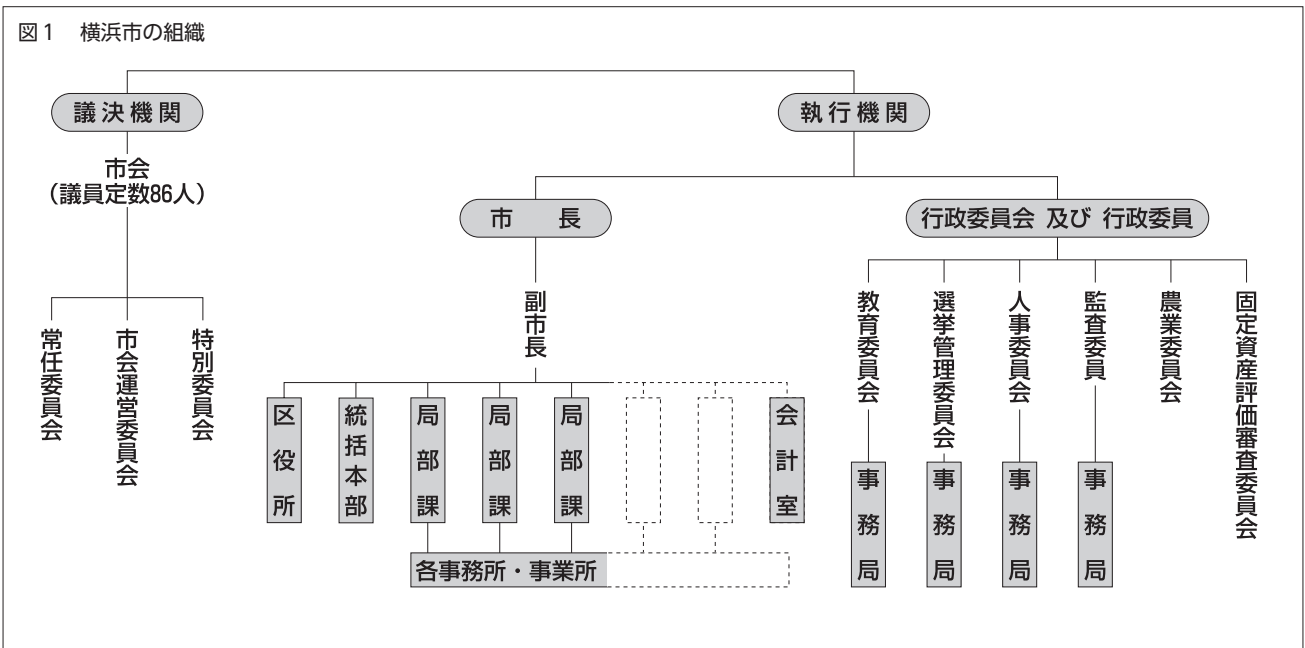 図1 横浜市の組織
議決機関
執行機関
市会
（議員定数86人）
市 長
行政委員会 及び 行政委員
常任委員会
市会運営委員会
特別委員会
副市長
区役所
統括本部
局部課
局部課
局部課
会計室
各事務所・事業所
教育委員会
選挙管理委員会
人事委員会
監査委員
農業委員会
固定資産評価審査委員会
事務局
事務局
事務局
事務局